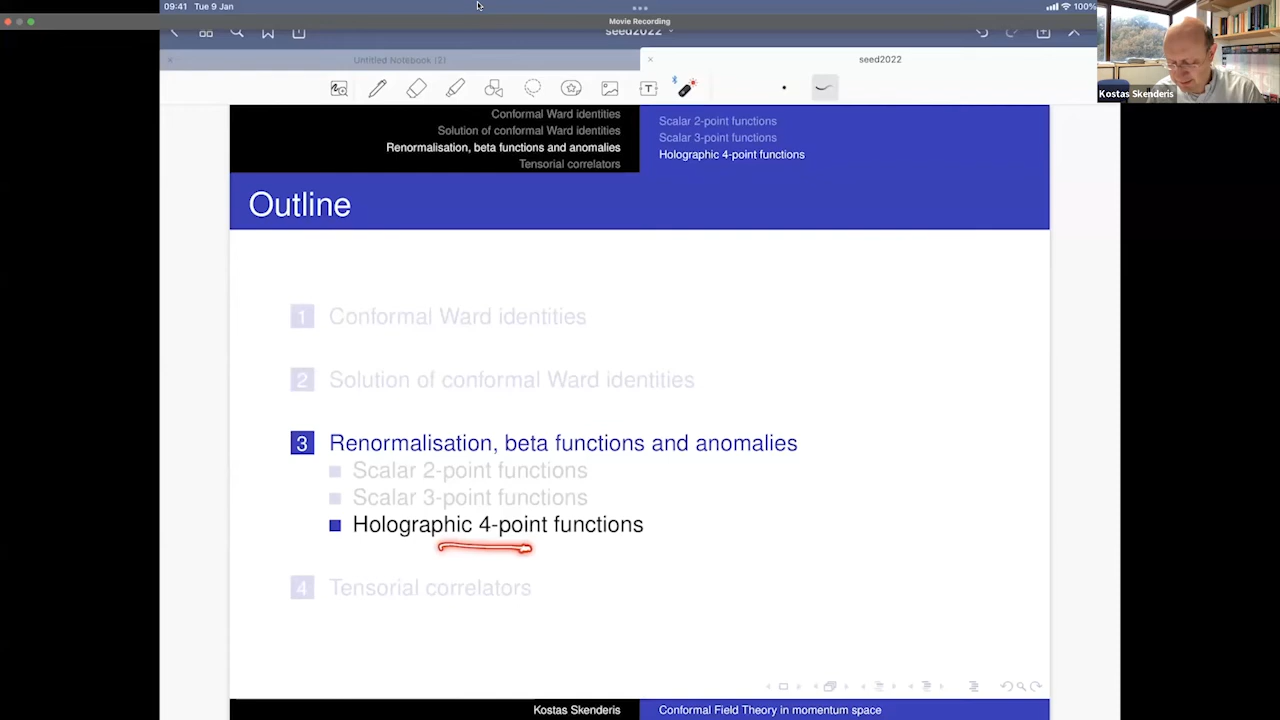 09:41 Tue 9 Jan
100%
Movie Recording
seed2022
Untitled Notebook (2)
seed2022
Kostas Skenderis
Conformal Ward identities
Solution of conformal Ward identities
Renormalisation, beta functions and anomalies
Tensorial correlators
Scalar 2-point functions
Scalar 3-point functions
Holographic 4-point functions
Outline
1 Conformal Ward identities
2 Solution of conformal Ward identities
3 Renormalisation, beta functions and anomalies
Scalar 2-point functions
Scalar 3-point functions
Holographic 4-point functions
4 Tensorial correlators
Kostas Skenderis
Conformal Field Theory in momentum space